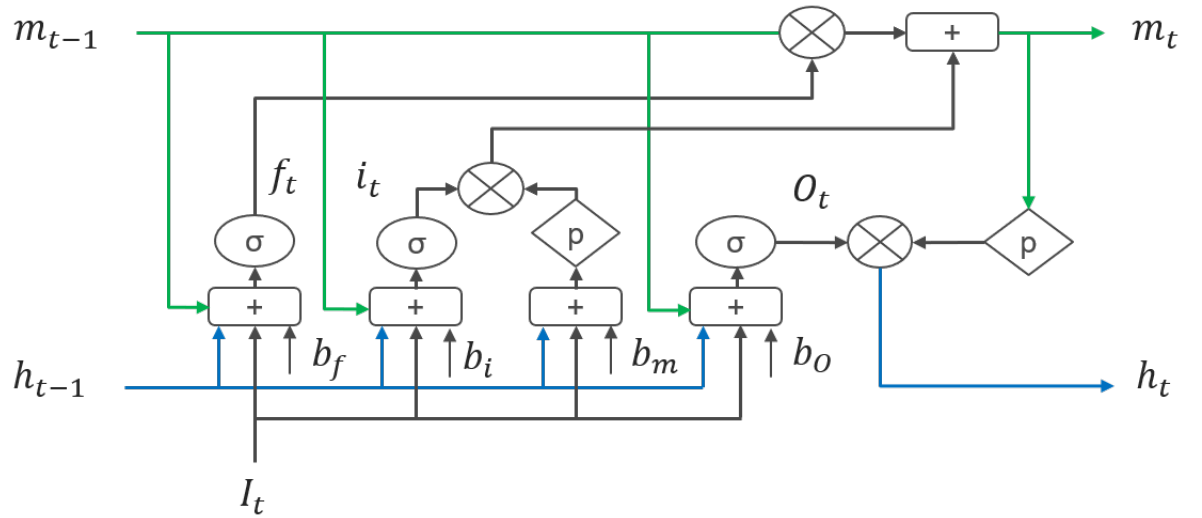 m_{t-1} + m_t
f_t i_t O_t
σ σ p σ p
+ + + +
b_f b_i b_m b_O
h_{t-1} h_t
I_t